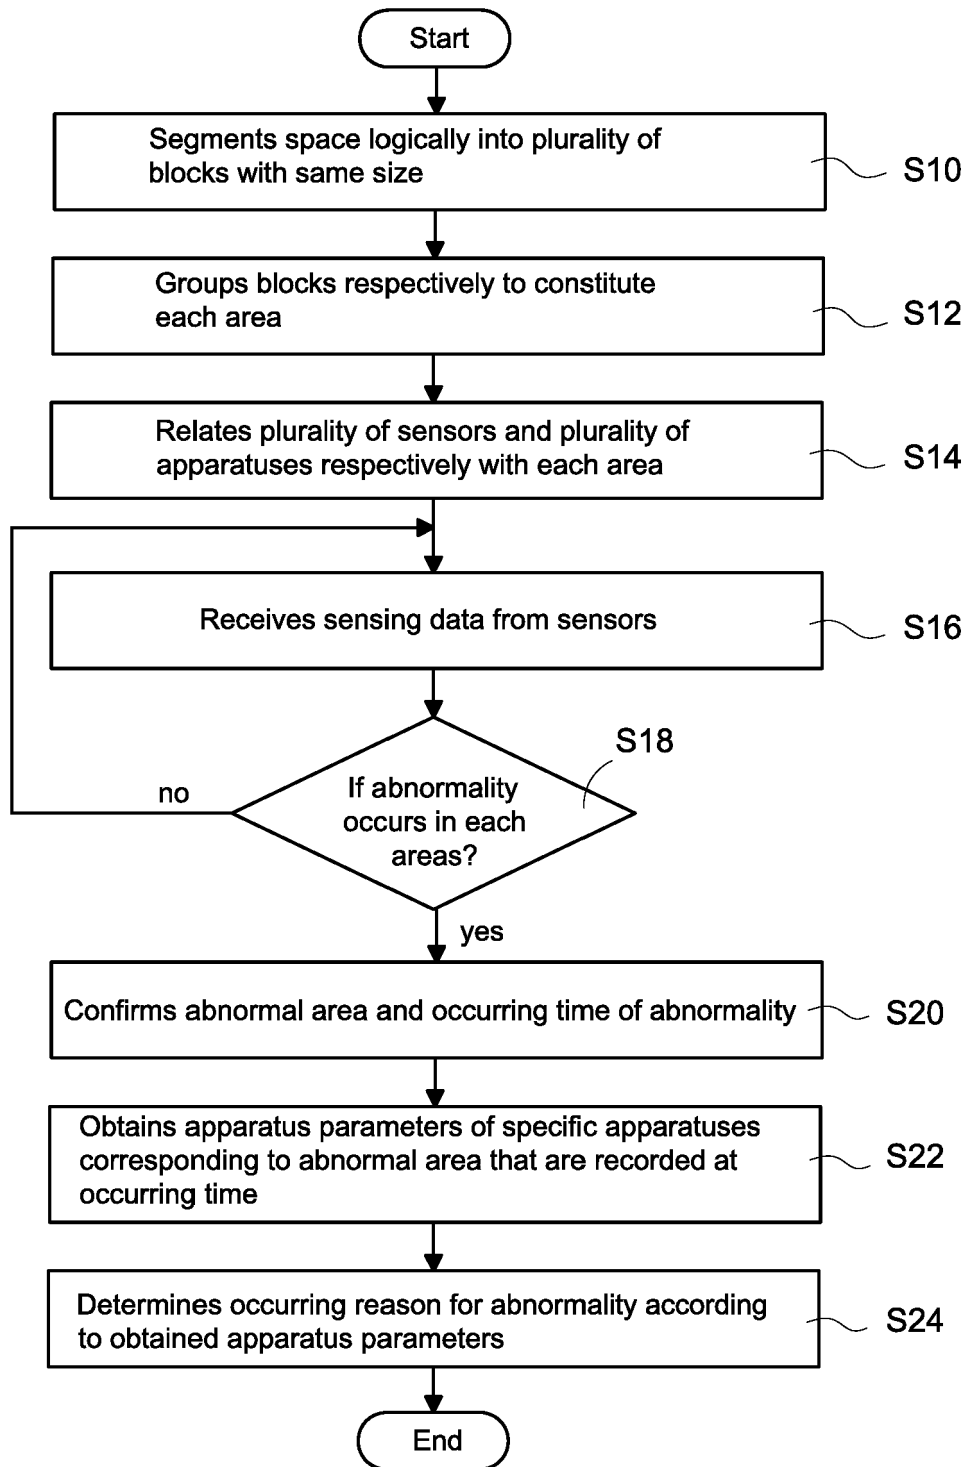 Start
Segments space logically into plurality of
blocks with same size
S10
Groups blocks respectively to constitute
each area
S12
Relates plurality of sensors and plurality of
apparatuses respectively with each area
S14
Receives sensing data from sensors
S16
S18
If abnormality
occurs in each
areas?
no
yes
Confirms abnormal area and occurring time of abnormality
S20
Obtains apparatus parameters of specific apparatuses
corresponding to abnormal area that are recorded at
occurring time
S22
Determines occurring reason for abnormality according
to obtained apparatus parameters
S24
End